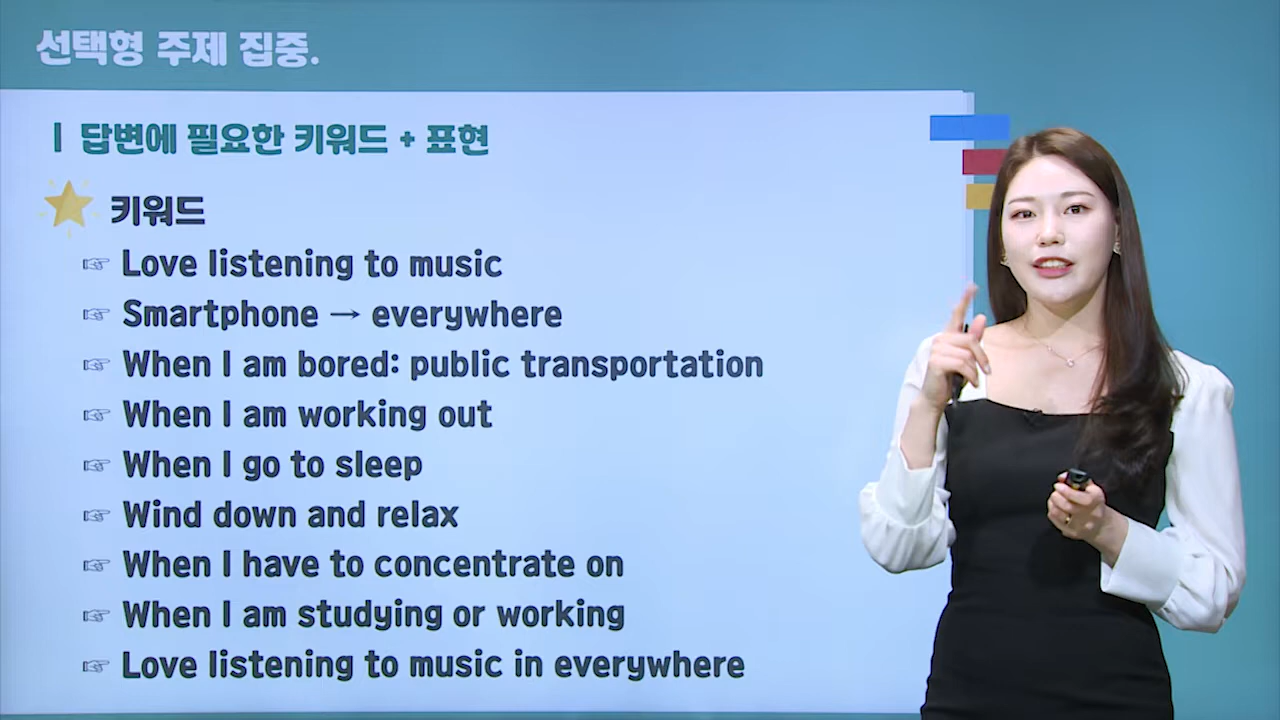 선택형 주제 집중.
| 답변에 필요한 키워드 + 표현
키워드
☞ Love listening to music
☞ Smartphone → everywhere
☞ When I am bored: public transportation
☞ When I am working out
☞ When I go to sleep
☞ Wind down and relax
☞ When I have to concentrate on
☞ When I am studying or working
☞ Love listening to music in everywhere